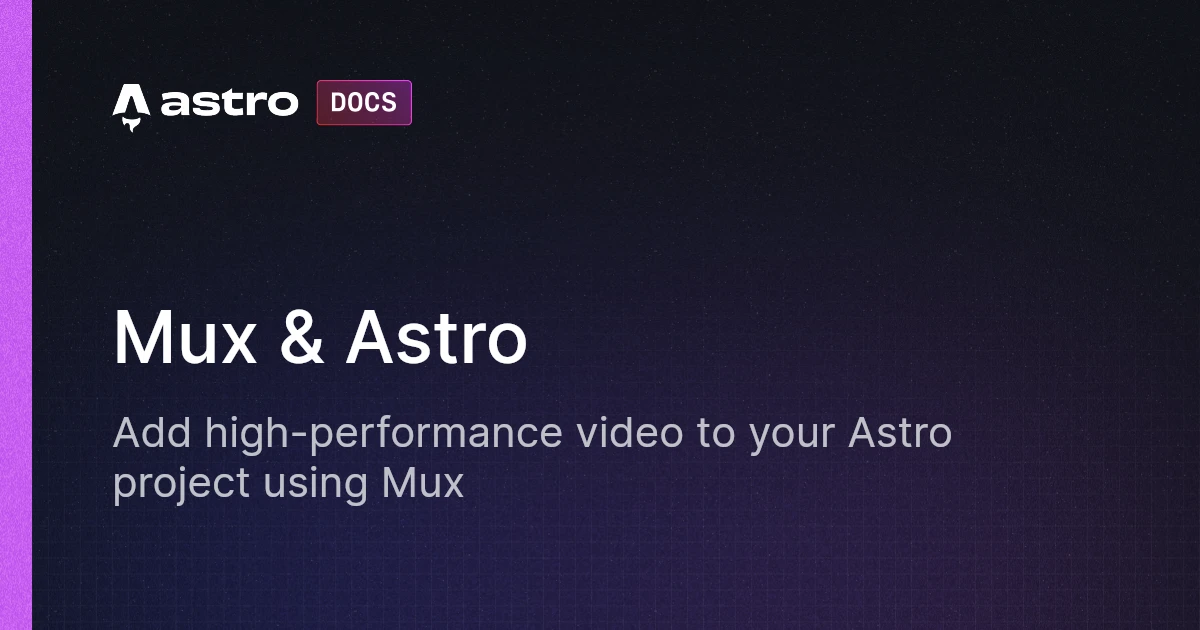 astro DOCS
Mux & Astro
Add high-performance video to your Astro
project using Mux